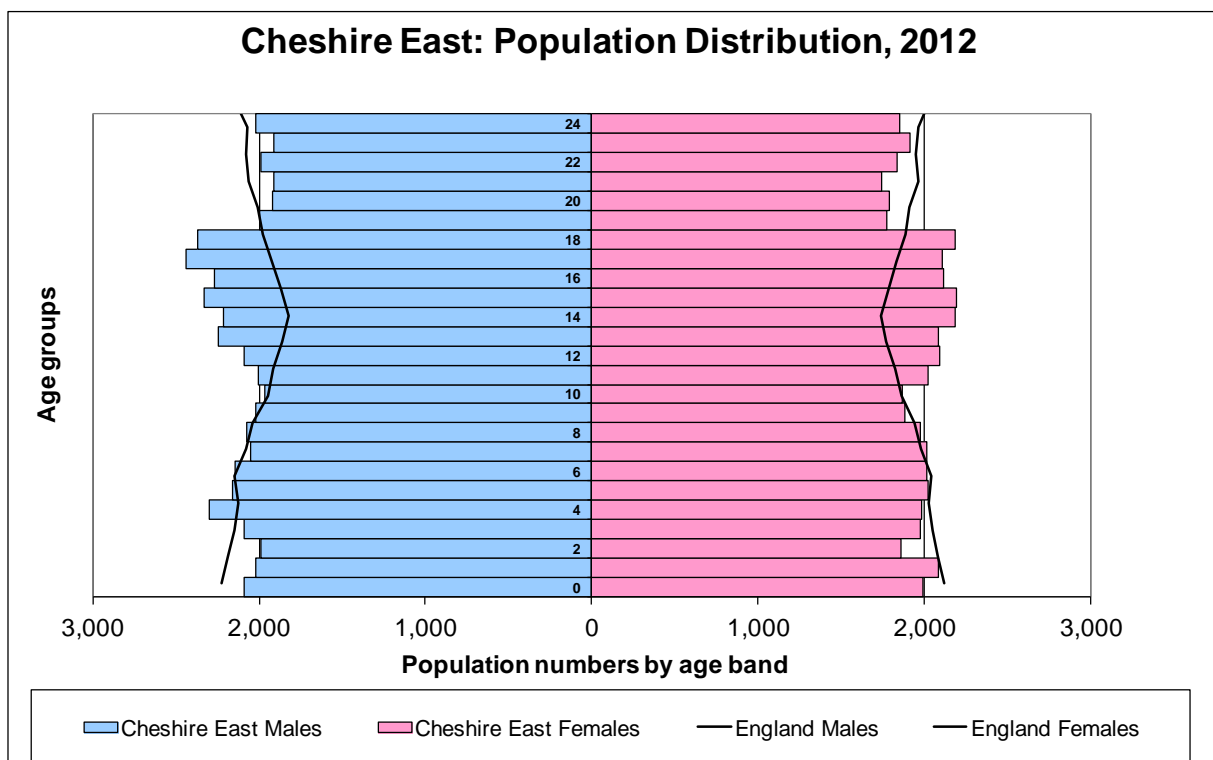 Cheshire East: Population Distribution, 2012
Age groups
24
22
20
18
16
14
12
10
8
6
4
2
0
3,000 2,000 1,000 0 1,000 2,000 3,000
Population numbers by age band
Cheshire East Males Cheshire East Females England Males England Females